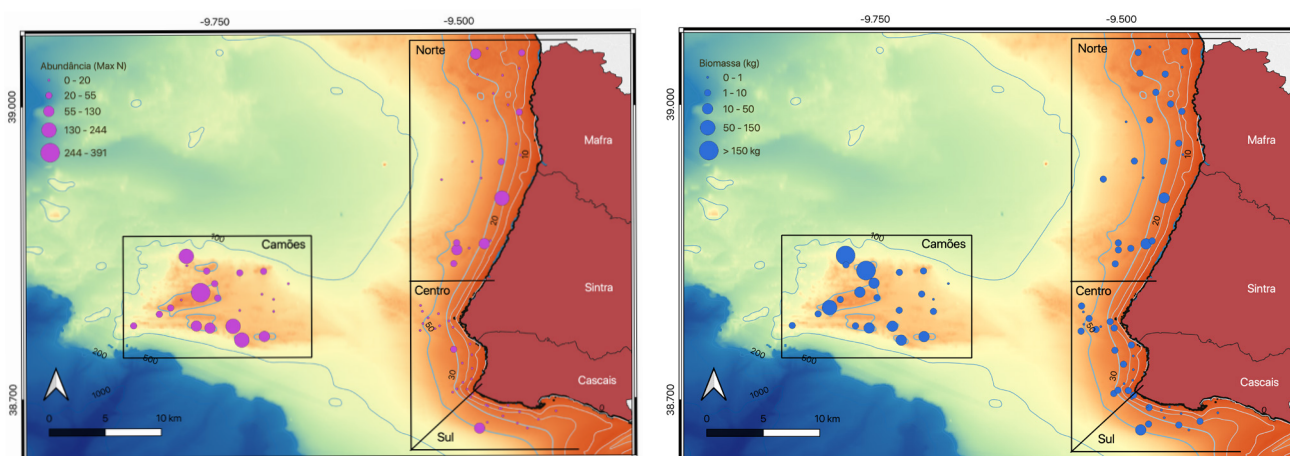 -9.750
-9.500
Norte
Abundância (Max N)
0 - 20
20 - 55
55 - 130
130 - 244
244 - 391
39.000
10
Mafra
20
100
Camões
Sintra
Centro
50
200
500
30
Cascais
1000
38.700
0
5
10 km
Sul
-9.750
-9.500
Norte
Biomassa (kg)
0 - 1
1 - 10
10 - 50
50 - 150
> 150 kg
39.000
10
Mafra
20
100
Camões
Sintra
Centro
50
200
500
30
Cascais
1000
38.700
0
5
10 km
Sul